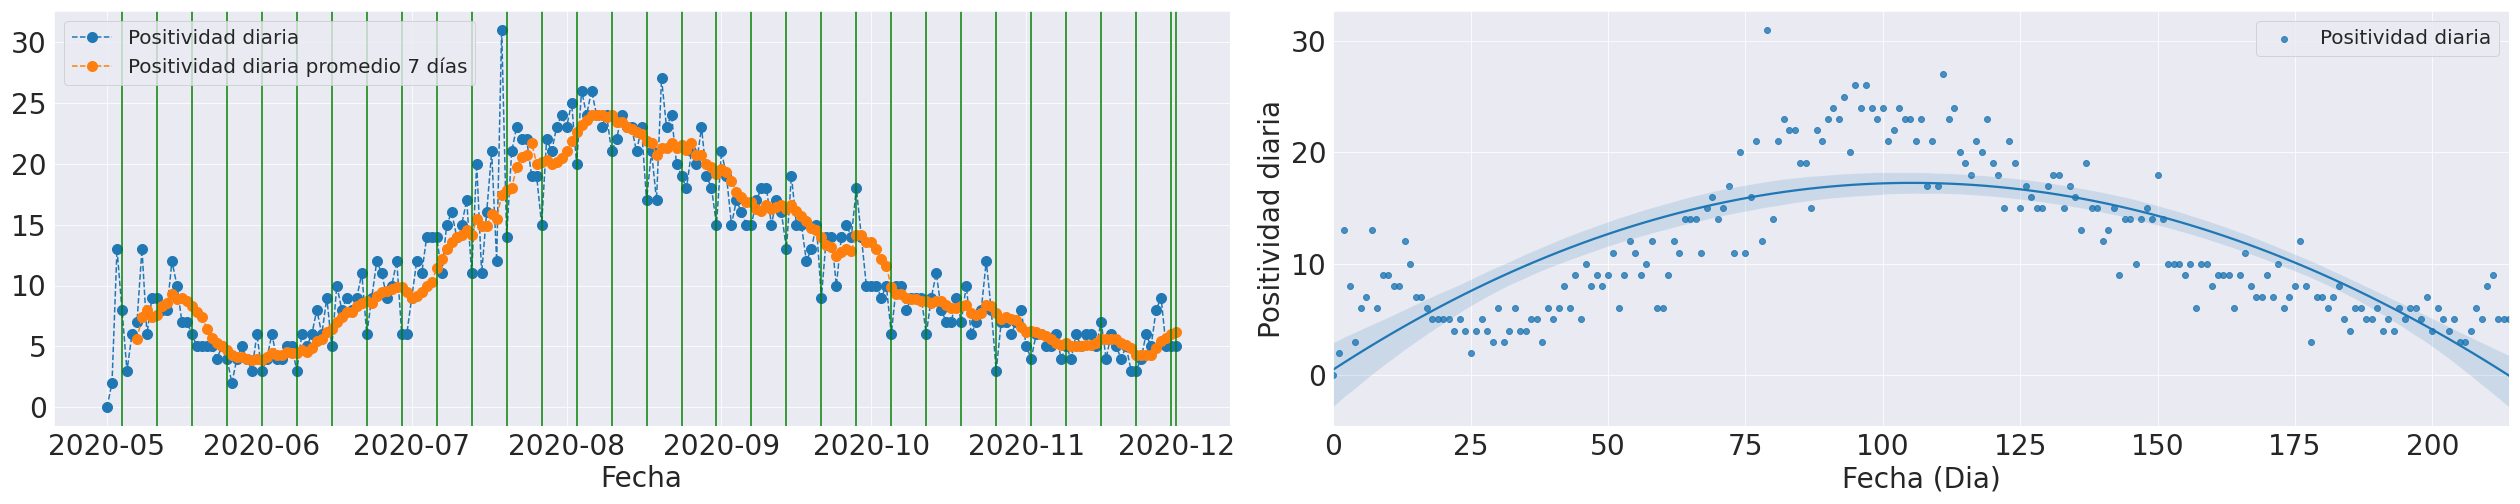 Positividad diaria
Positividad diaria promedio 7 días
30
25
20
15
10
5
0
2020-05 2020-06 2020-07 2020-08 2020-09 2020-10 2020-11 2020-12
Fecha
Positividad diaria
Positividad diaria
30
20
10
0
0 25 50 75 100 125 150 175 200
Fecha (Dia)